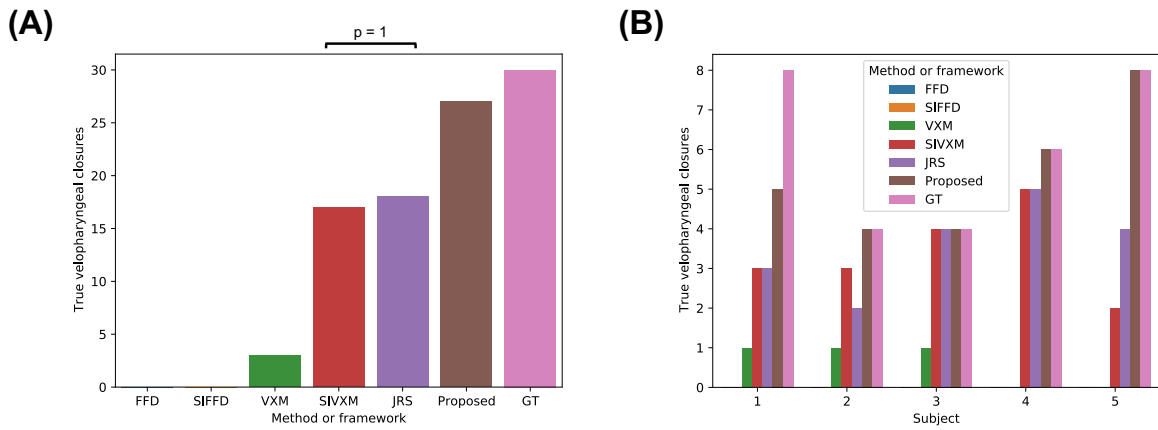 (A)
p = 1
True velopharyngeal closures
30
25
20
15
10
5
0
FFD SIFFD VXM SIVXM JRS Proposed GT
Method or framework
(B)
True velopharyngeal closures
8
7
6
5
4
3
2
1
0
Method or framework
FFD
SIFFD
VXM
SIVXM
JRS
Proposed
GT
1 2 3 4 5
Subject